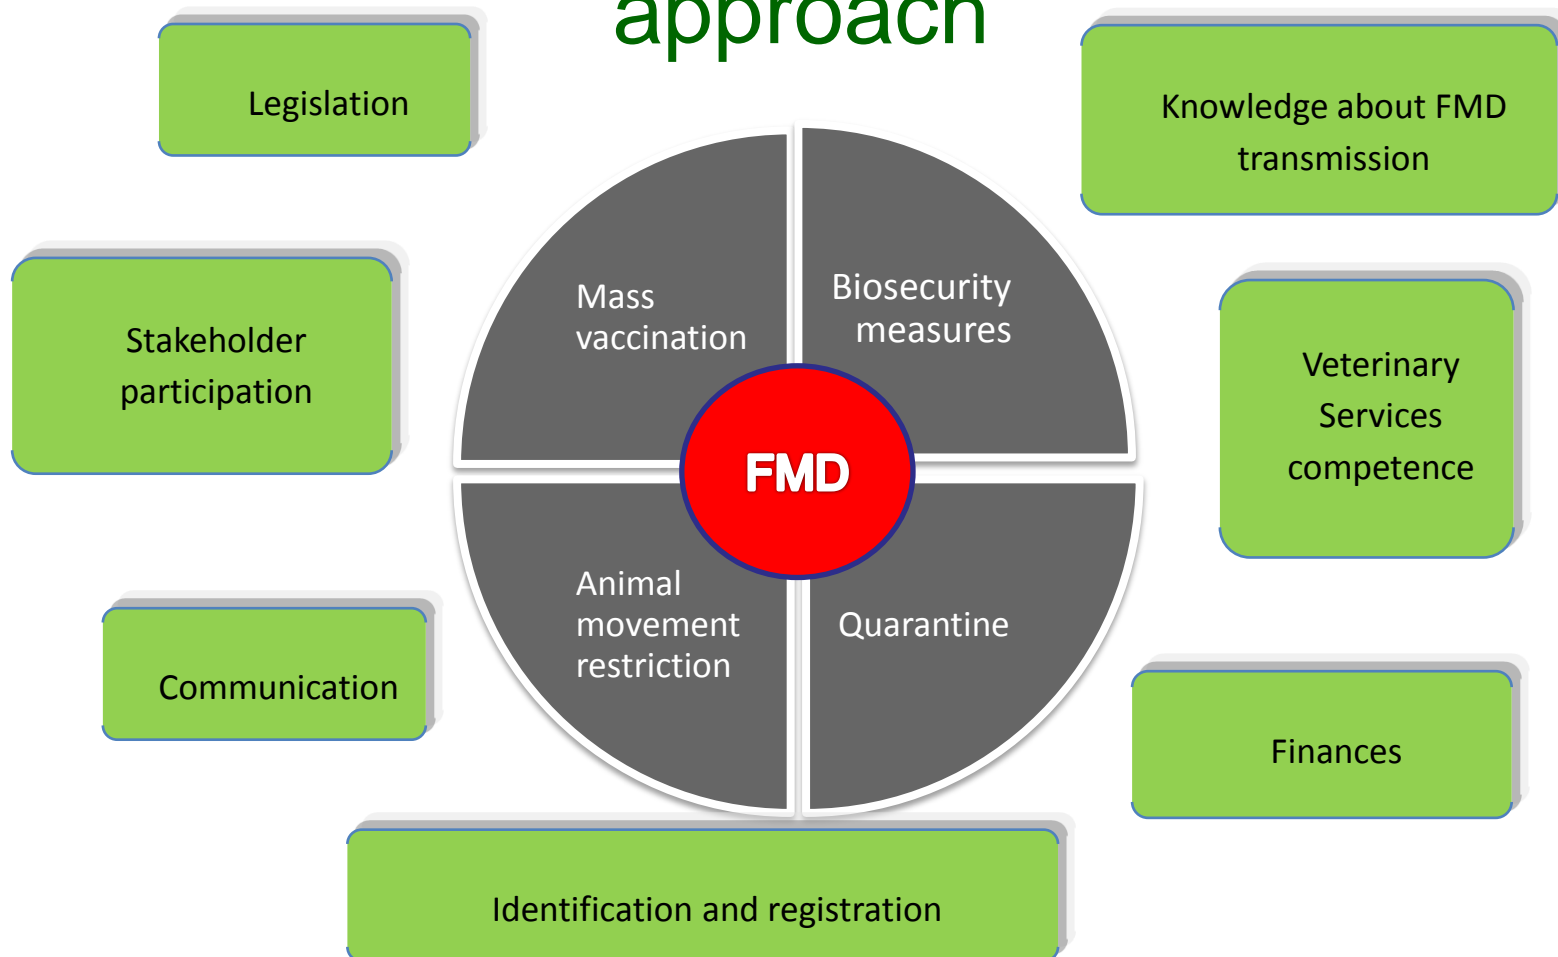 approach
Legislation
Knowledge about FMD
transmission
Stakeholder
participation
Mass
vaccination
Biosecurity
measures
Veterinary
Services
competence
FMD
Animal
movement
restriction
Quarantine
Communication
Finances
Identification and registration